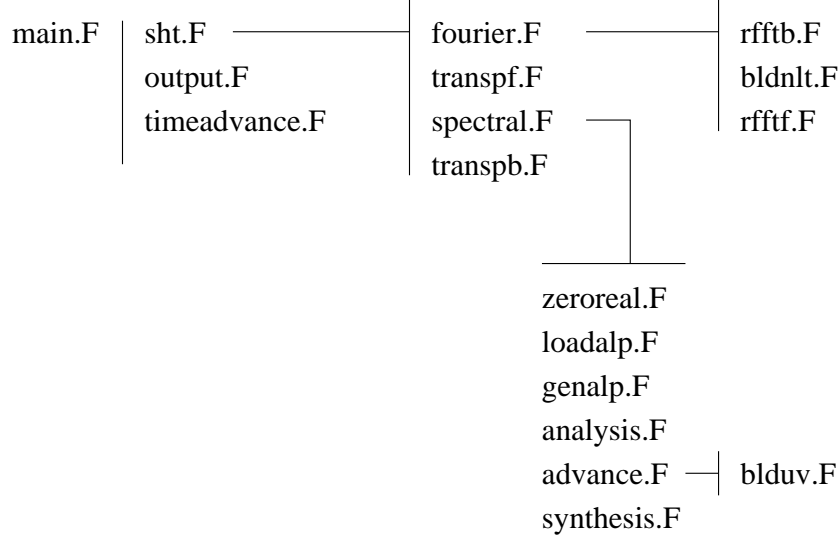 main.F sht.F fourier.F rfftb.F
output.F transpf.F bldnlt.F
timeadvance.F spectral.F rfftf.F
transpb.F
zeroreal.F
loadalp.F
genalp.F
analysis.F
advance.F blduv.F
synthesis.F